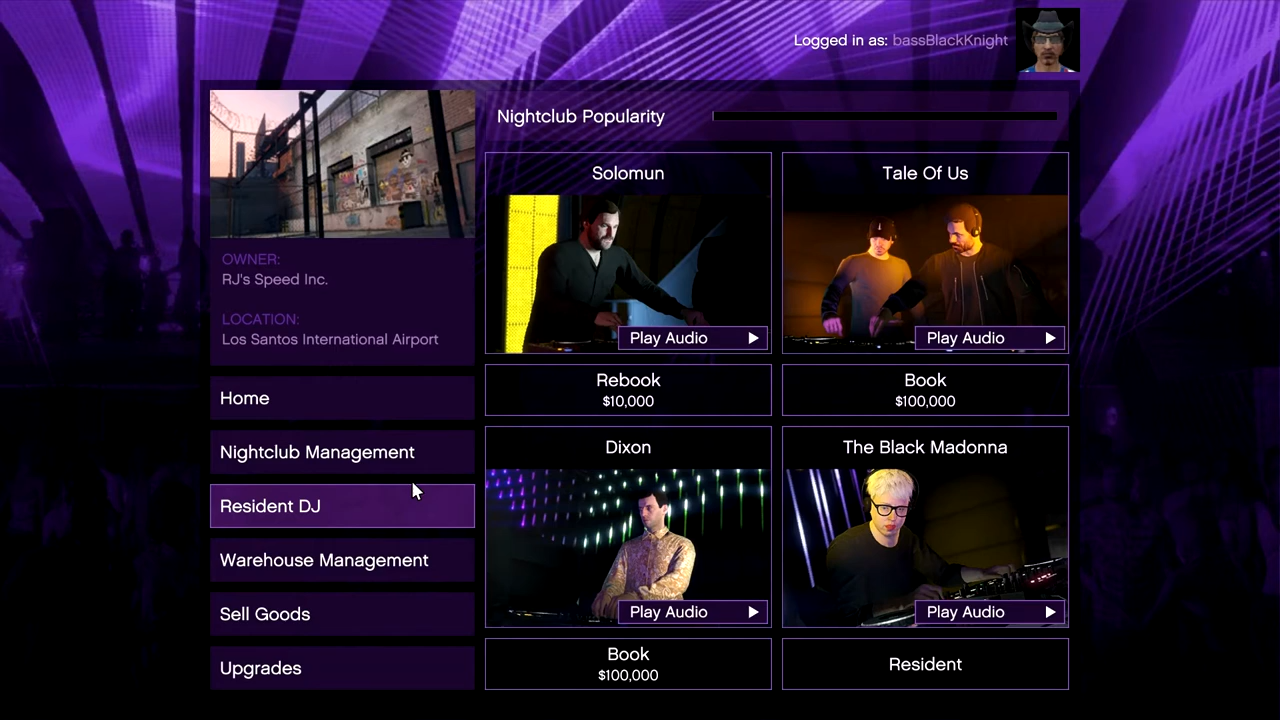 Logged in as: bassBlackKnight
Nightclub Popularity
OWNER:
RJ's Speed Inc.
LOCATION:
Los Santos International Airport
Home
Nightclub Management
Resident DJ
Warehouse Management
Sell Goods
Upgrades
Solomun
Play Audio
Rebook
$10,000
Tale Of Us
Play Audio
Book
$100,000
Dixon
Play Audio
Book
$100,000
The Black Madonna
Play Audio
Resident